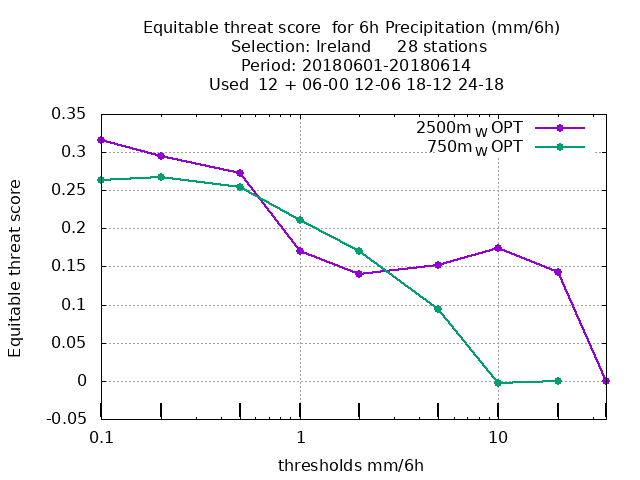 Equitable threat score for 6h Precipitation (mm/6h)
Selection: Ireland 28 stations
Period: 20180601-20180614
Used 12 + 06-00 12-06 18-12 24-18
2500m W OPT
750m W OPT
Equitable threat score
0.35
0.3
0.25
0.2
0.15
0.1
0.05
0
-0.05
0.1 1 10
thresholds mm/6h